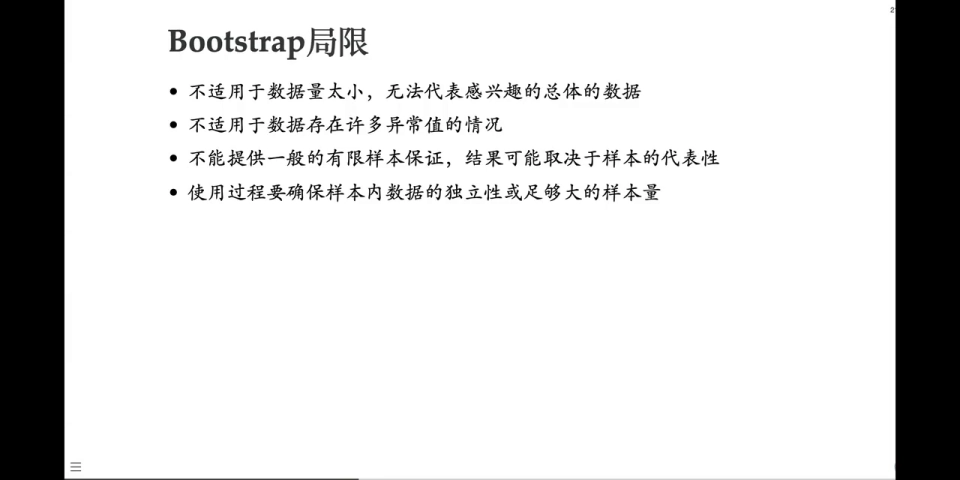 Bootstrap局限
• 不适用于数据量太小，无法代表感兴趣的总体的数据
• 不适用于数据存在许多异常值的情况
• 不能提供一般的有限样本保证，结果可能取决于样本的代表性
• 使用过程要确保样本内数据的独立性或足够大的样本量